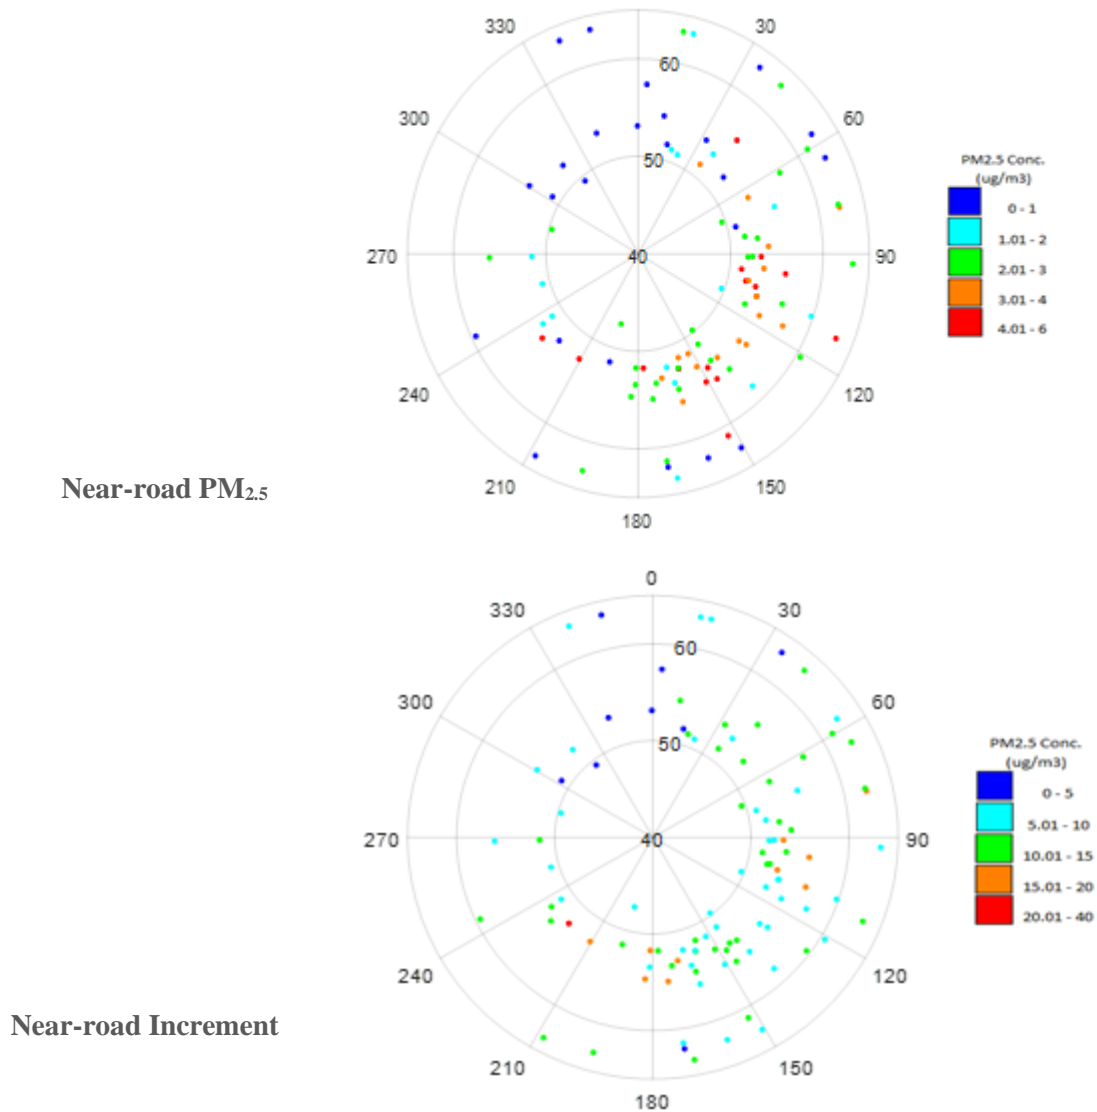 330
30
60
300
60
50
PM2.5 Conc.
(ug/m3)
0 - 1
1.01 - 2
2.01 - 3
3.01 - 4
4.01 - 6
270
40
90
240
120
Near-road PM2.5
210
150
180
0
330
30
60
300
60
50
PM2.5 Conc.
(ug/m3)
0 - 5
5.01 - 10
10.01 - 15
15.01 - 20
20.01 - 40
270
40
90
240
120
Near-road Increment
210
150
180